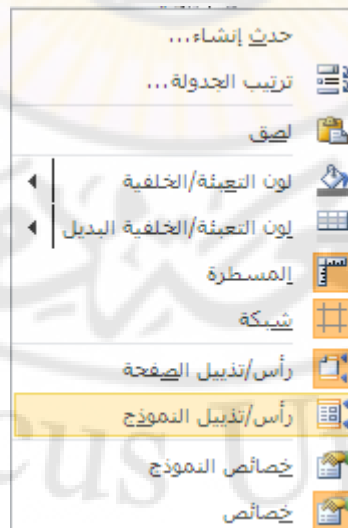 حدث إنشاء...
ترتيب الجدولة...
لصق
لون التعبئة/الخلفية
لون التعبئة/الخلفية البديل
المسطرة
شبكة
رأس/تذييل الصفحة
رأس/تذييل النموذج
خصائص النموذج
خصائص